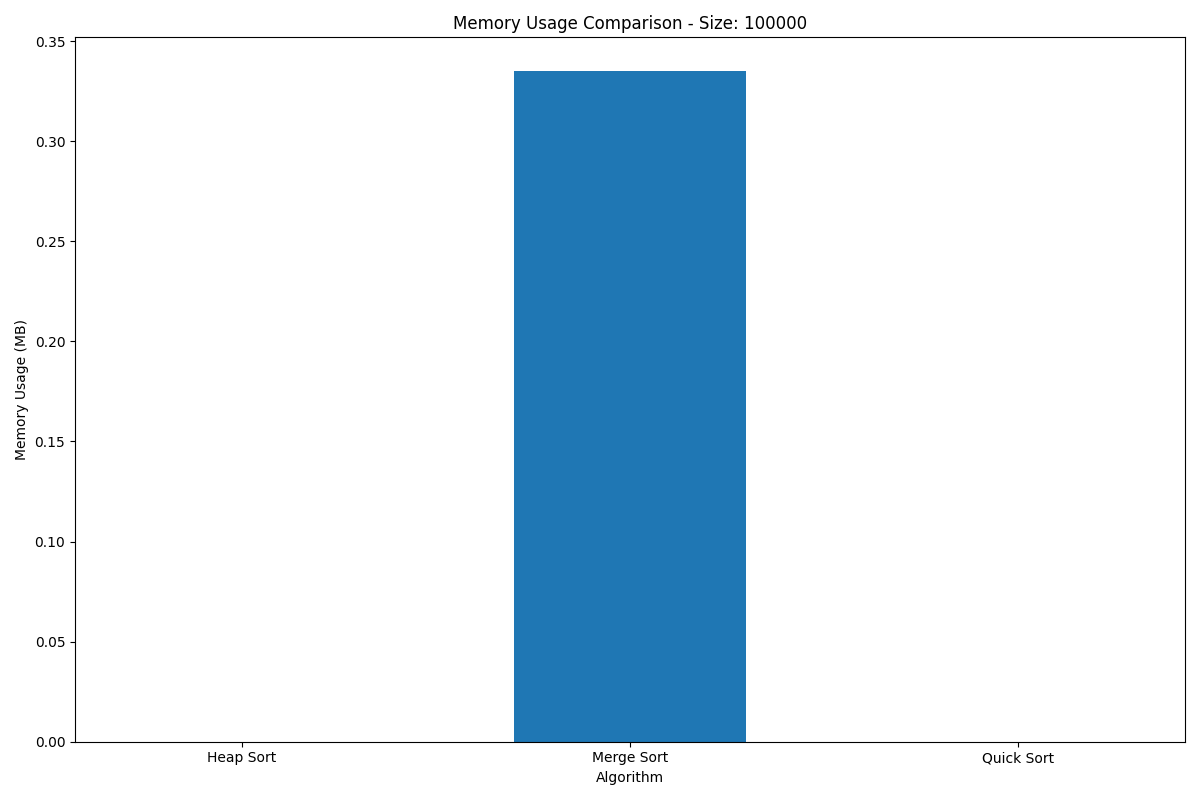 Memory Usage Comparison - Size: 100000
0.35
0.30
0.25
0.20
0.15
0.10
0.05
0.00
Memory Usage (MB)
Heap Sort
Merge Sort
Quick Sort
Algorithm